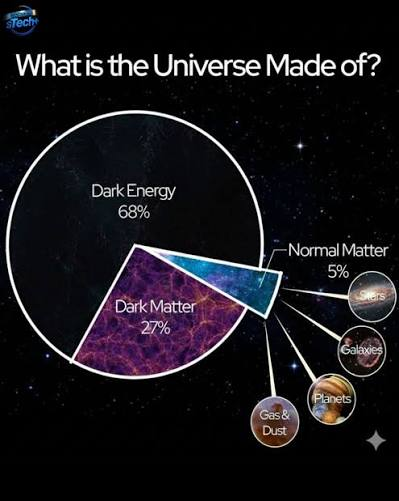 sTech+
What is the Universe Made of?
Dark Energy
68%
Normal Matter
5%
Dark Matter
27%
Stars
Galaxies
Planets
Gas &
Dust